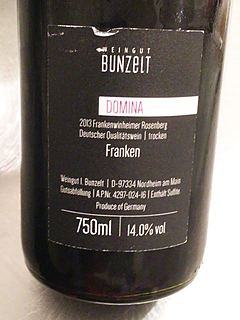 WEINGUT
BUNZELT
DOMINA
2013 Frankenwinheimer Rosenberg
Deutscher Qualitätswein | trocken
Franken
Weingut L. Bunzelt | D-97334 Nordheim am Main
Gutsabfüllung | A.P.Nr. 4297-024-16 | Enthält Sulfite
Produce of Germany
750ml | 14.0% vol